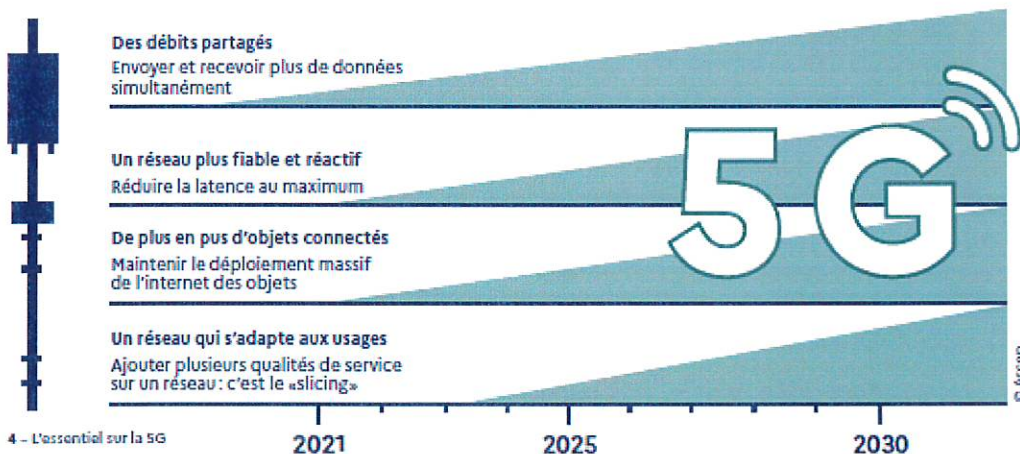 Des débits partagés
Envoyer et recevoir plus de données
simultanément
Un réseau plus fiable et réactif
Réduire la latence au maximum
De plus en pus d'objets connectés
Maintenir le déploiement massif
de l'internet des objets
Un réseau qui s'adapte aux usages
Ajouter plusieurs qualités de service
sur un réseau: c'est le «slicing»
5G
© Arcep
2021 2025 2030
4 – L'essentiel sur la 5G